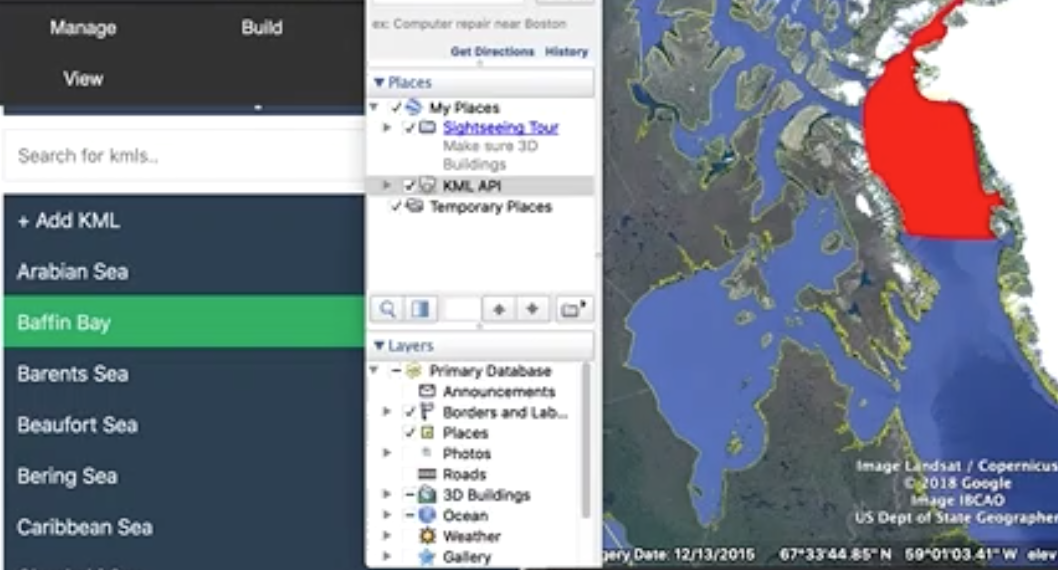 Manage
Build
View
Search for kmls..
+ Add KML
Arabian Sea
Baffin Bay
Barents Sea
Beaufort Sea
Bering Sea
Caribbean Sea
ex: Computer repair near Boston
Get Directions History
Places
My Places
Sightseeing Tour
Make sure 3D
Buildings
KML API
Temporary Places
Layers
Primary Database
Announcements
Borders and Lab...
Places
Photos
Roads
3D Buildings
Ocean
Weather
Gallery
Image Landsat / Copernicus
© 2018 Google
Image IBCAO
US Dept of State Geographer
gery Date: 12/13/2015 67°33'44.85" N 59°01'03.41" W elev